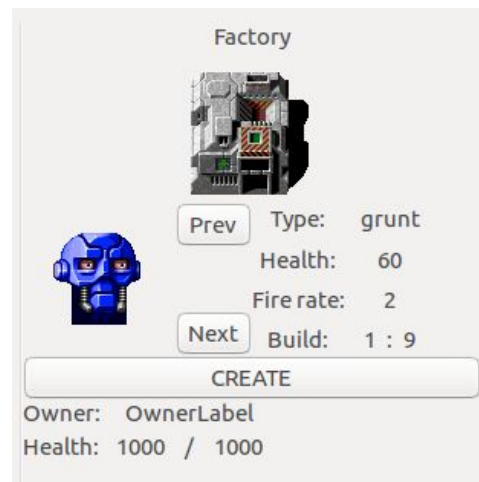 Factory
Prev Type: grunt
Health: 60
Fire rate: 2
Next Build: 1 : 9
CREATE
Owner: OwnerLabel
Health: 1000 / 1000